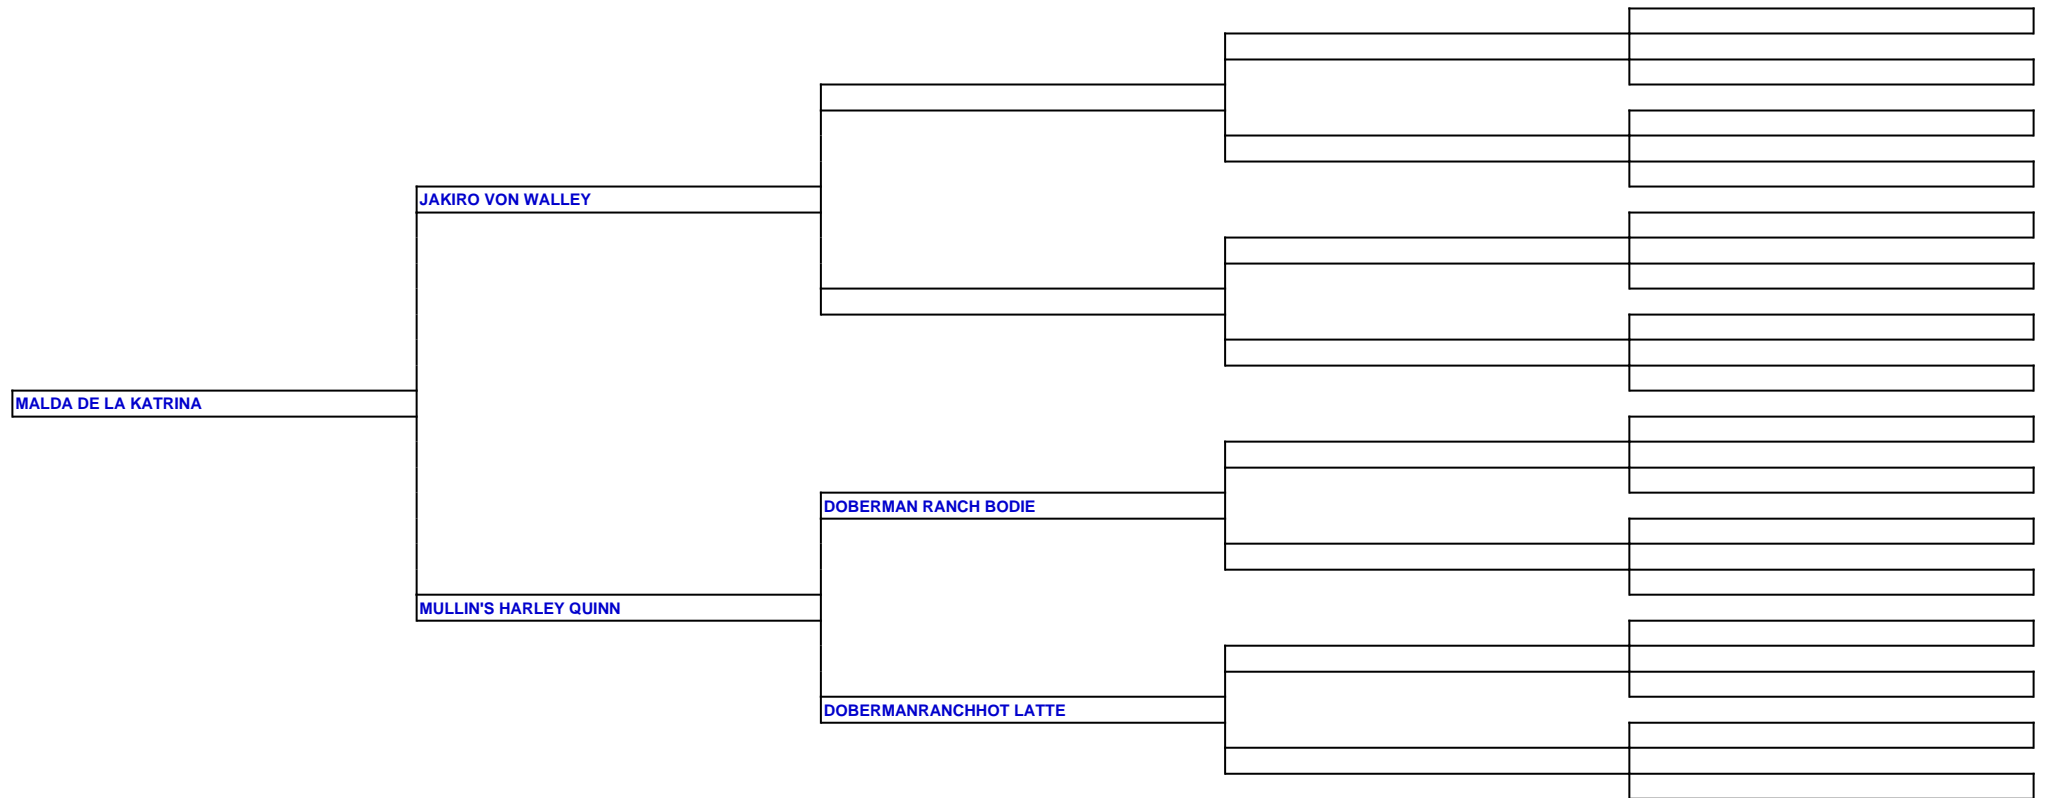 JAKIRO VON WALLEY
MALDA DE LA KATRINA
DOBERMAN RANCH BODIE
MULLIN'S HARLEY QUINN
DOBERMANRANCHHOT LATTE